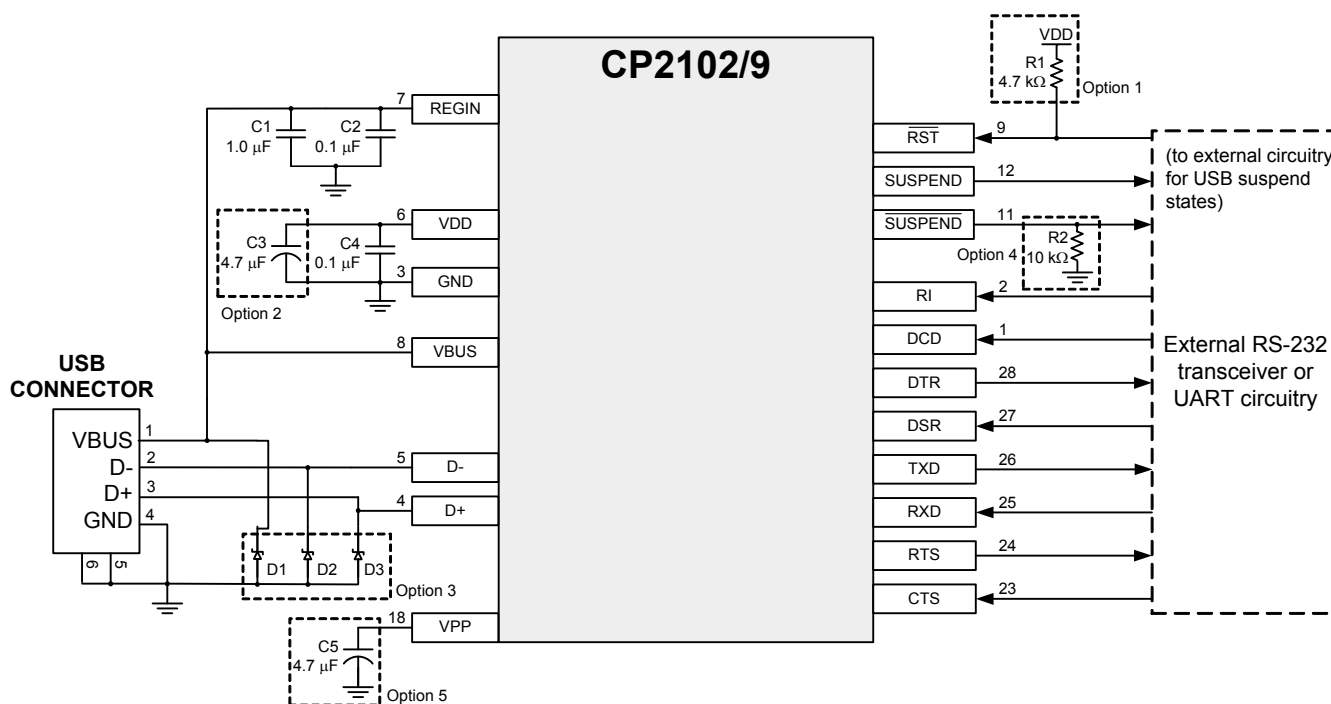 CP2102/9
VDD
R1
4.7 kΩ
Option 1
7
REGIN
C1
1.0 μF
C2
0.1 μF
6
VDD
C3
4.7 μF
C4
0.1 μF
3
GND
Option 2
8
VBUS
USB
CONNECTOR
VBUS
1
D-
2
D+
3
GND
4
6
5
5
D-
4
D+
D1
D2
D3
Option 3
18
VPP
C5
4.7 μF
Option 5
RST
9
SUSPEND
12
SUSPEND
11
R2
10 kΩ
Option 4
RI
2
DCD
1
DTR
28
DSR
27
TXD
26
RXD
25
RTS
24
CTS
23
(to external circuitry
for USB suspend
states)
External RS-232
transceiver or
UART circuitry